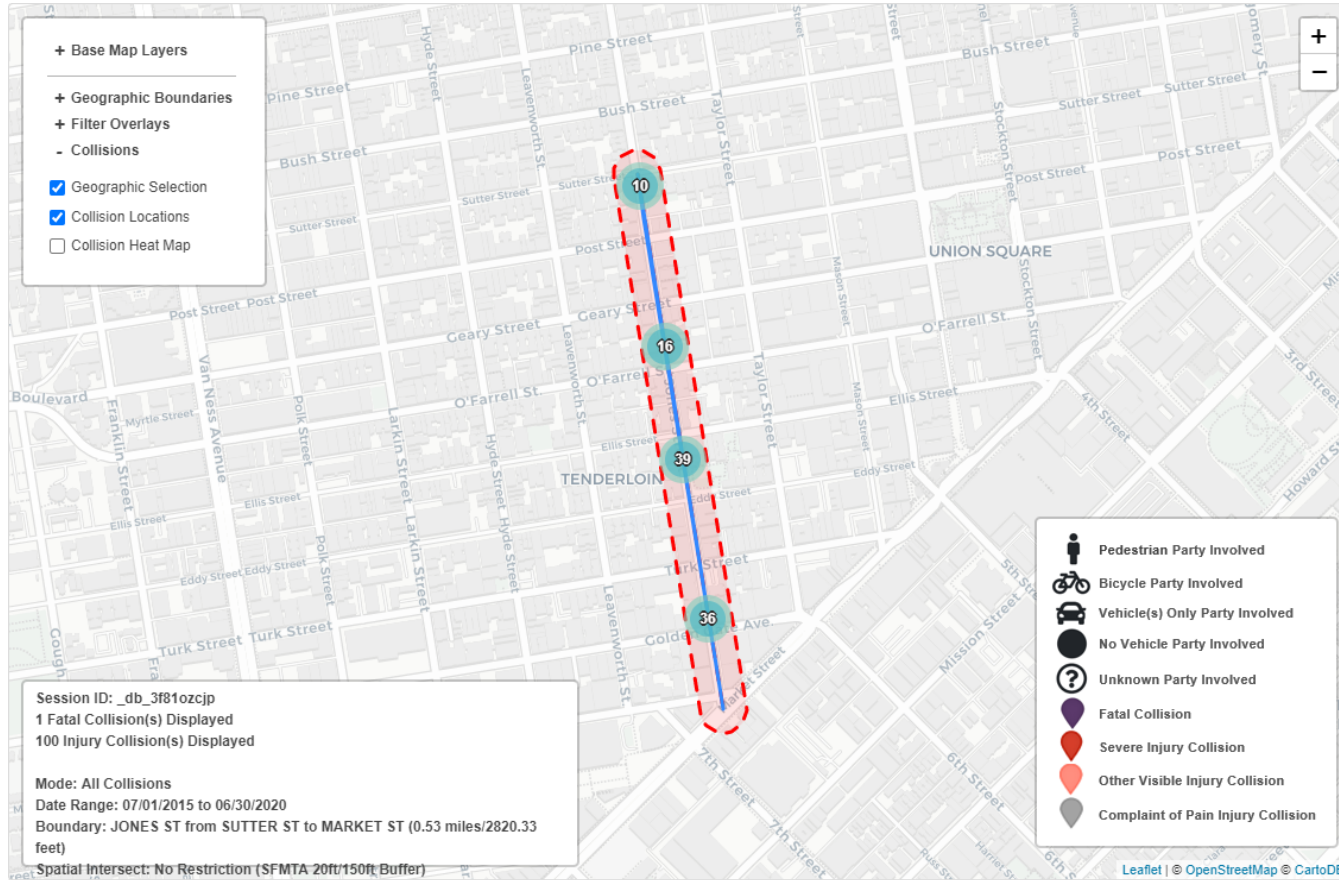 + Base Map Layers
+ Geographic Boundaries
+ Filter Overlays
- Collisions
Geographic Selection
Collision Locations
Collision Heat Map
+
−
Pine Street
Bush Street
Hyde Street
Leavenworth St.
Taylor Street
Sutter Street
Sutter Street
Stockton Street
Post Street
Post Street
Pine Street
Bush Street
Sutter Street
Sutter Street
Post Street
Post Street
Post Street
UNION SQUARE
Mason Street
Stockton Street
Geary Street
Geary Street
O'Farrell St.
O'Farrell Street
O'Farrell St.
Leavenworth St.
Taylor Street
Mason Street
Ellis Street
3rd Street
4th Street
Boulevard
Myrtle Street
Franklin Street
Van Ness Avenue
Polk Street
Larkin Street
Hyde Street
Ellis Street
TENDERLOIN
Eddy Street
Eddy Street
Howard St
Ellis Street
Ellis Street
Polk Street
Larkin Street
Hyde Street
Eddy Street
Eddy Street
Turk Street
Turk Street
Turk Street
Leavenworth St.
Golden Gate Ave.
Market Street
Mission Street
5th Street
6th Street
7th Street
7th Street
6th
Gough
10
16
39
36
Session ID: _db_3f81ozcjp
1 Fatal Collision(s) Displayed
100 Injury Collision(s) Displayed
Mode: All Collisions
Date Range: 07/01/2015 to 06/30/2020
Boundary: JONES ST from SUTTER ST to MARKET ST (0.53 miles/2820.33
feet)
Spatial Intersect: No Restriction (SFMTA 20ft/150ft Buffer)
Pedestrian Party Involved
Bicycle Party Involved
Vehicle(s) Only Party Involved
No Vehicle Party Involved
? Unknown Party Involved
Fatal Collision
Severe Injury Collision
Other Visible Injury Collision
Complaint of Pain Injury Collision
Leaflet | © OpenStreetMap © CartoDB